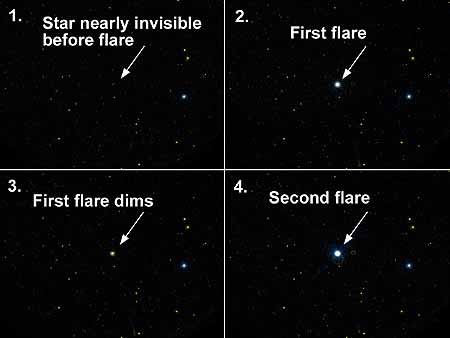 1.
Star nearly invisible
before flare
2.
First flare
3.
First flare dims
4.
Second flare